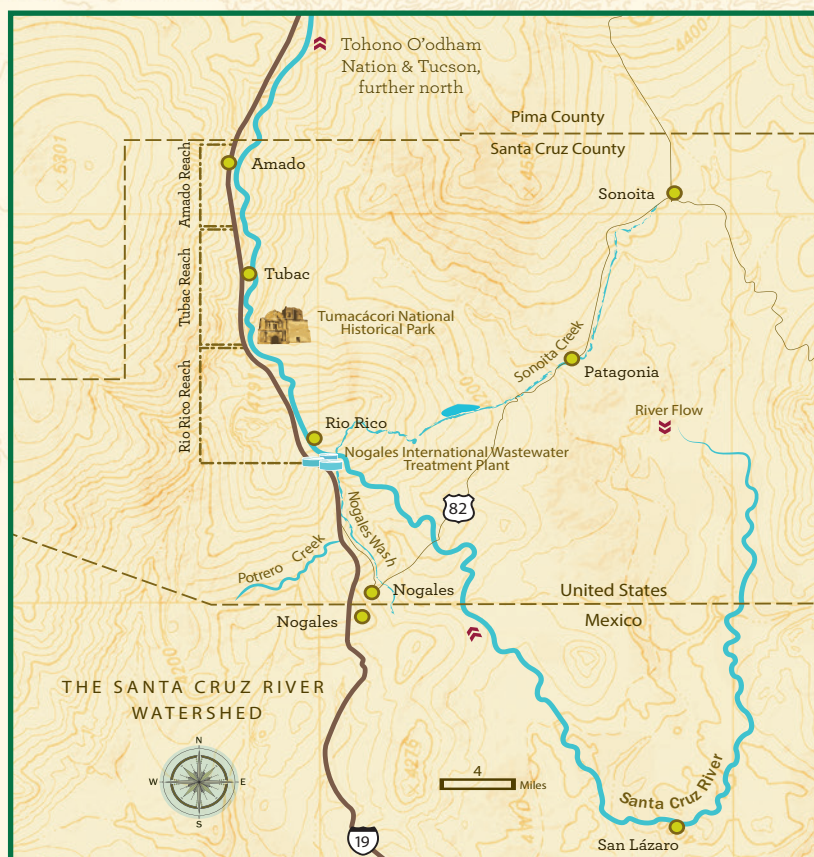 Tohono O'odham
Nation & Tucson,
further north
4400
Pima County
Santa Cruz County
x 5301
Amado Reach
Amado
Sonoita
Tubac Reach
Tubac
Tumacácori National
Historical Park
Sonoita Creek
Patagonia
Rio Rico Reach
Rio Rico
River Flow
Nogales International Wastewater
Treatment Plant
82
Nogales Wash
Potrero Creek
Nogales
United States
Mexico
Nogales
THE SANTA CRUZ RIVER
WATERSHED
N
W
E
S
x 4276
4
Miles
Santa Cruz River
San Lázaro
19